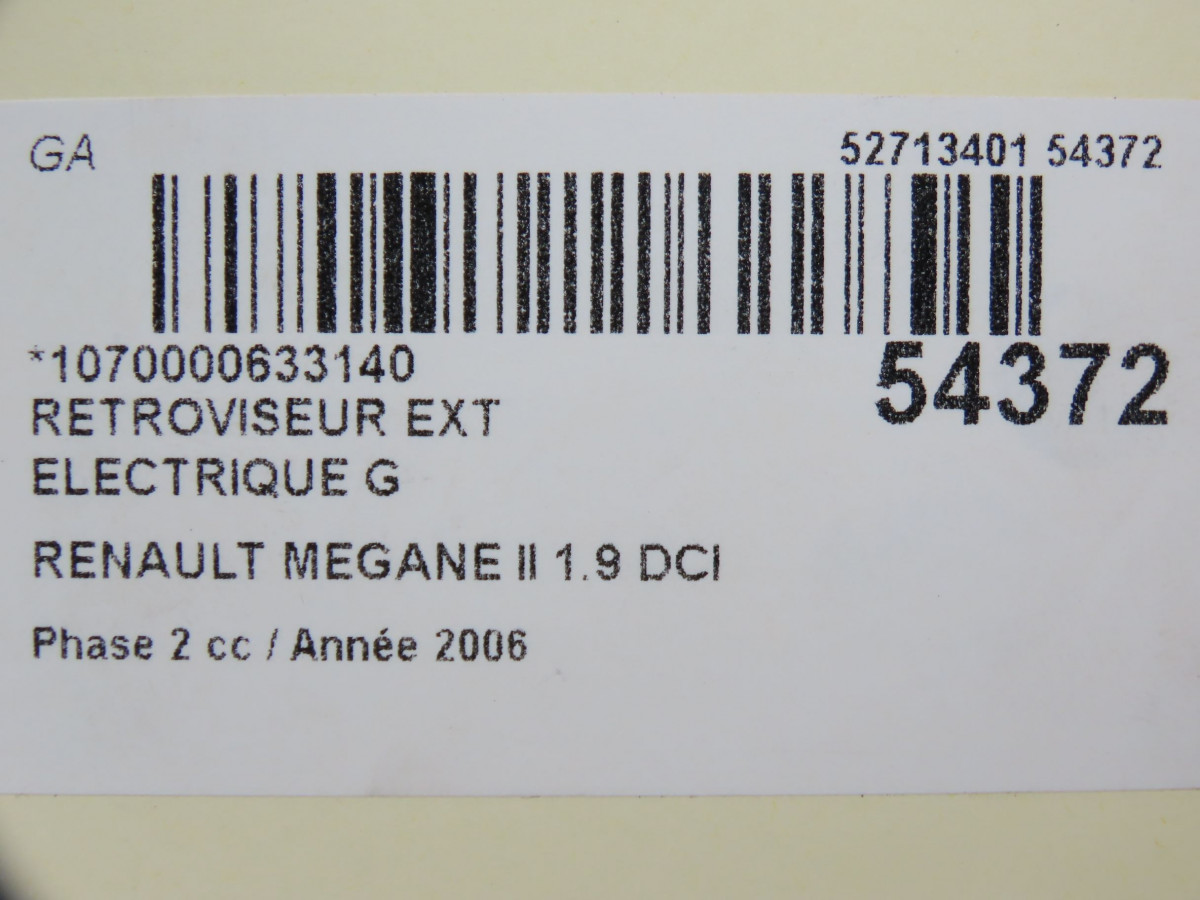 GA
52713401 54372
*1070000633140
54372
RETROVISEUR EXT
ELECTRIQUE G
RENAULT MEGANE II 1.9 DCI
Phase 2 cc / Année 2006